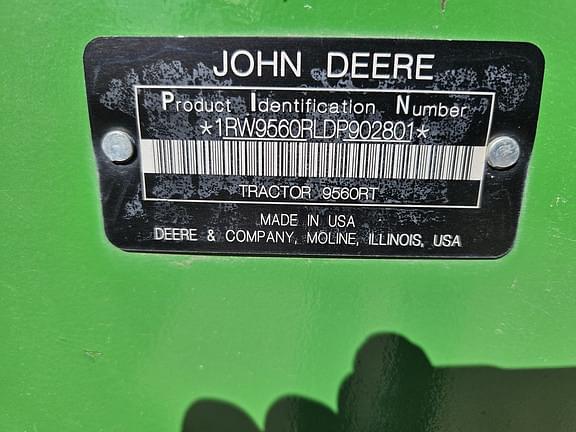 JOHN DEERE
Product Identification Number
*1RW9560RLDP902801*
TRACTOR 9560RT
MADE IN USA
DEERE & COMPANY, MOLINE, ILLINOIS, USA